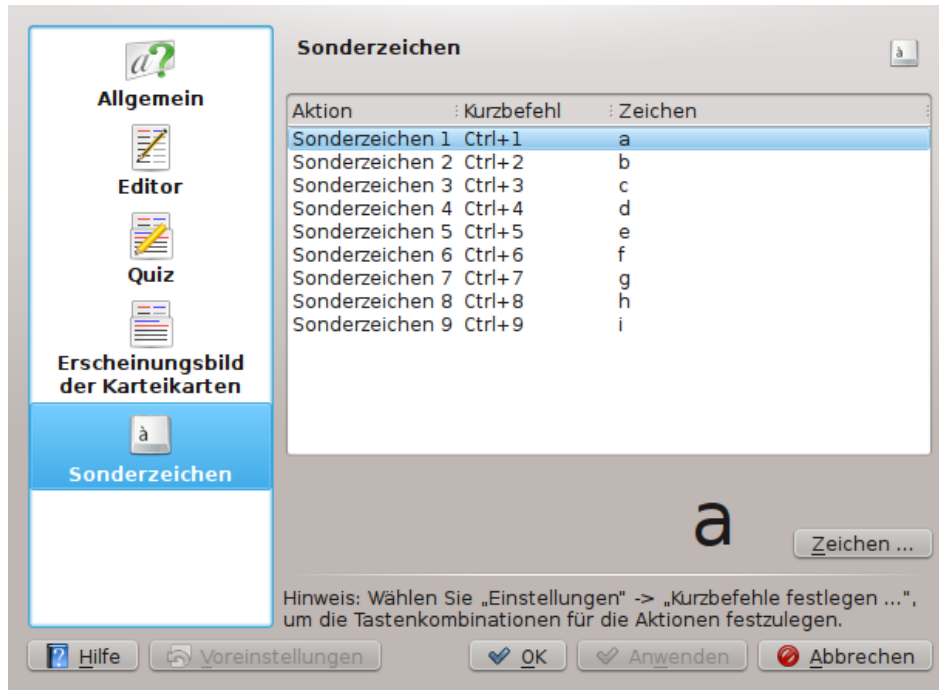 Allgemein
Editor
Quiz
Erscheinungsbild
der Karteikarten
à
Sonderzeichen
Sonderzeichen
à
Aktion Kurzbefehl Zeichen
Sonderzeichen 1 Ctrl+1 a
Sonderzeichen 2 Ctrl+2 b
Sonderzeichen 3 Ctrl+3 c
Sonderzeichen 4 Ctrl+4 d
Sonderzeichen 5 Ctrl+5 e
Sonderzeichen 6 Ctrl+6 f
Sonderzeichen 7 Ctrl+7 g
Sonderzeichen 8 Ctrl+8 h
Sonderzeichen 9 Ctrl+9 i
a
Zeichen ...
Hinweis: Wählen Sie „Einstellungen" -> „Kurzbefehle festlegen ...",
um die Tastenkombinationen für die Aktionen festzulegen.
Hilfe Voreinstellungen OK Anwenden Abbrechen